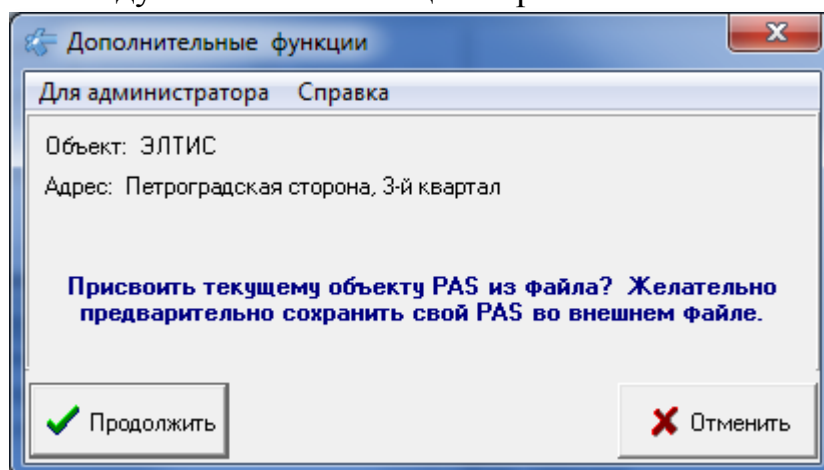 Дополнительные функции
Для администратора Справка
Объект: ЭЛТИС
Адрес: Петроградская сторона, 3-й квартал
Присвоить текущему объекту PAS из файла? Желательно
предварительно сохранить свой PAS во внешнем файле.
Продолжить
Отменить